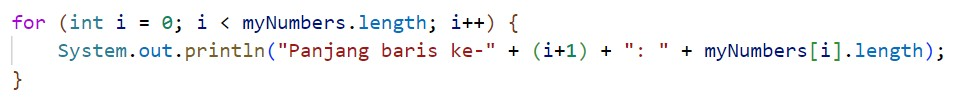 for (int i = 0; i < myNumbers.length; i++) {
    System.out.println("Panjang baris ke-" + (i+1) + ": " + myNumbers[i].length);
}